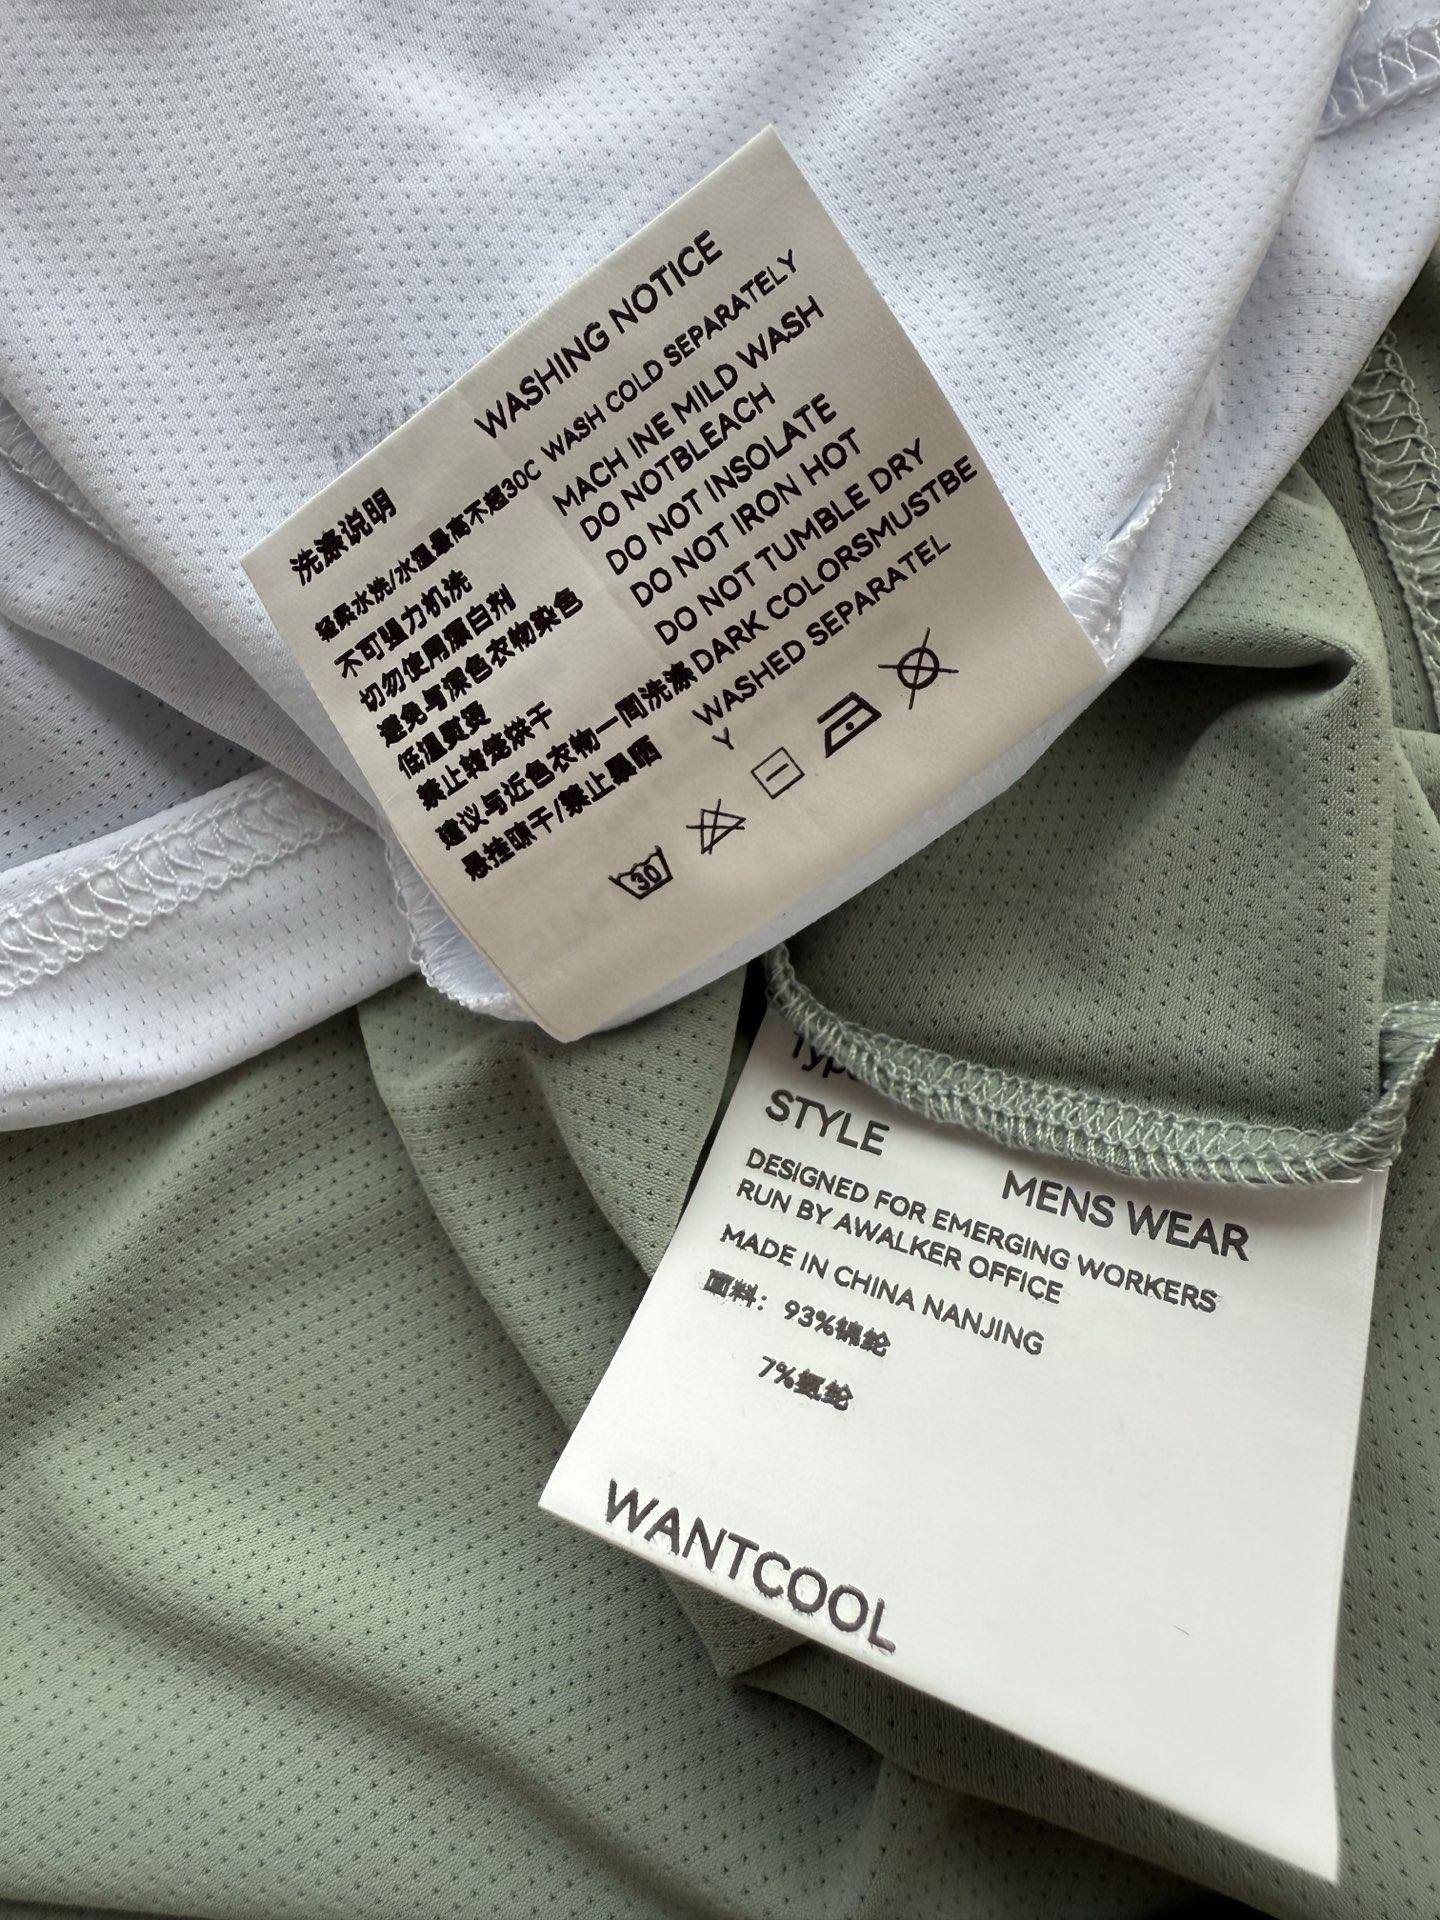 WASHING NOTICE
WASH COLD SEPARATELY
MACH INE MILD WASH
DO NOTBLEACH
DO NOT INSOLATE
DO NOT IRON HOT
DO NOT TUMBLE DRY
DARK COLORSMUSTBE
WASHED SEPARATEL
Y
洗涤说明
轻柔水洗/水温最高不超30C
不可强力机洗
切勿使用漂白剂
避免与深色衣物染色
低温熨烫
禁止转笼烘干
建议与近色衣物一同洗涤
悬挂晾干/禁止暴晒
30
STYLE
MENS WEAR
DESIGNED FOR EMERGING WORKERS
RUN BY AWALKER OFFICE
MADE IN CHINA NANJING
面料：93%锦纶
7%氨纶
WANTCOOL